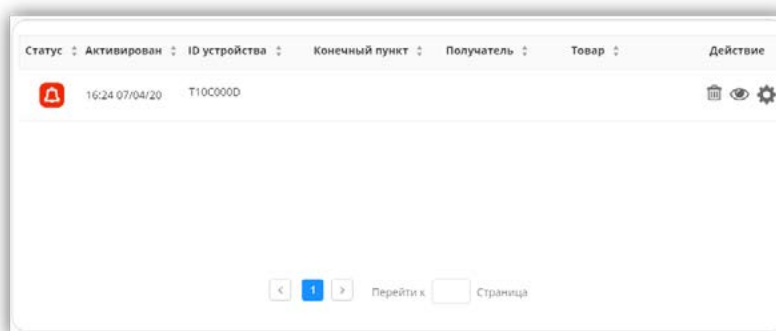 Статус Активирован ID устройства Конечный пункт Получатель Товар Действие
16:24 07/04/20 T10C000D
< 1 > Перейти к Страница